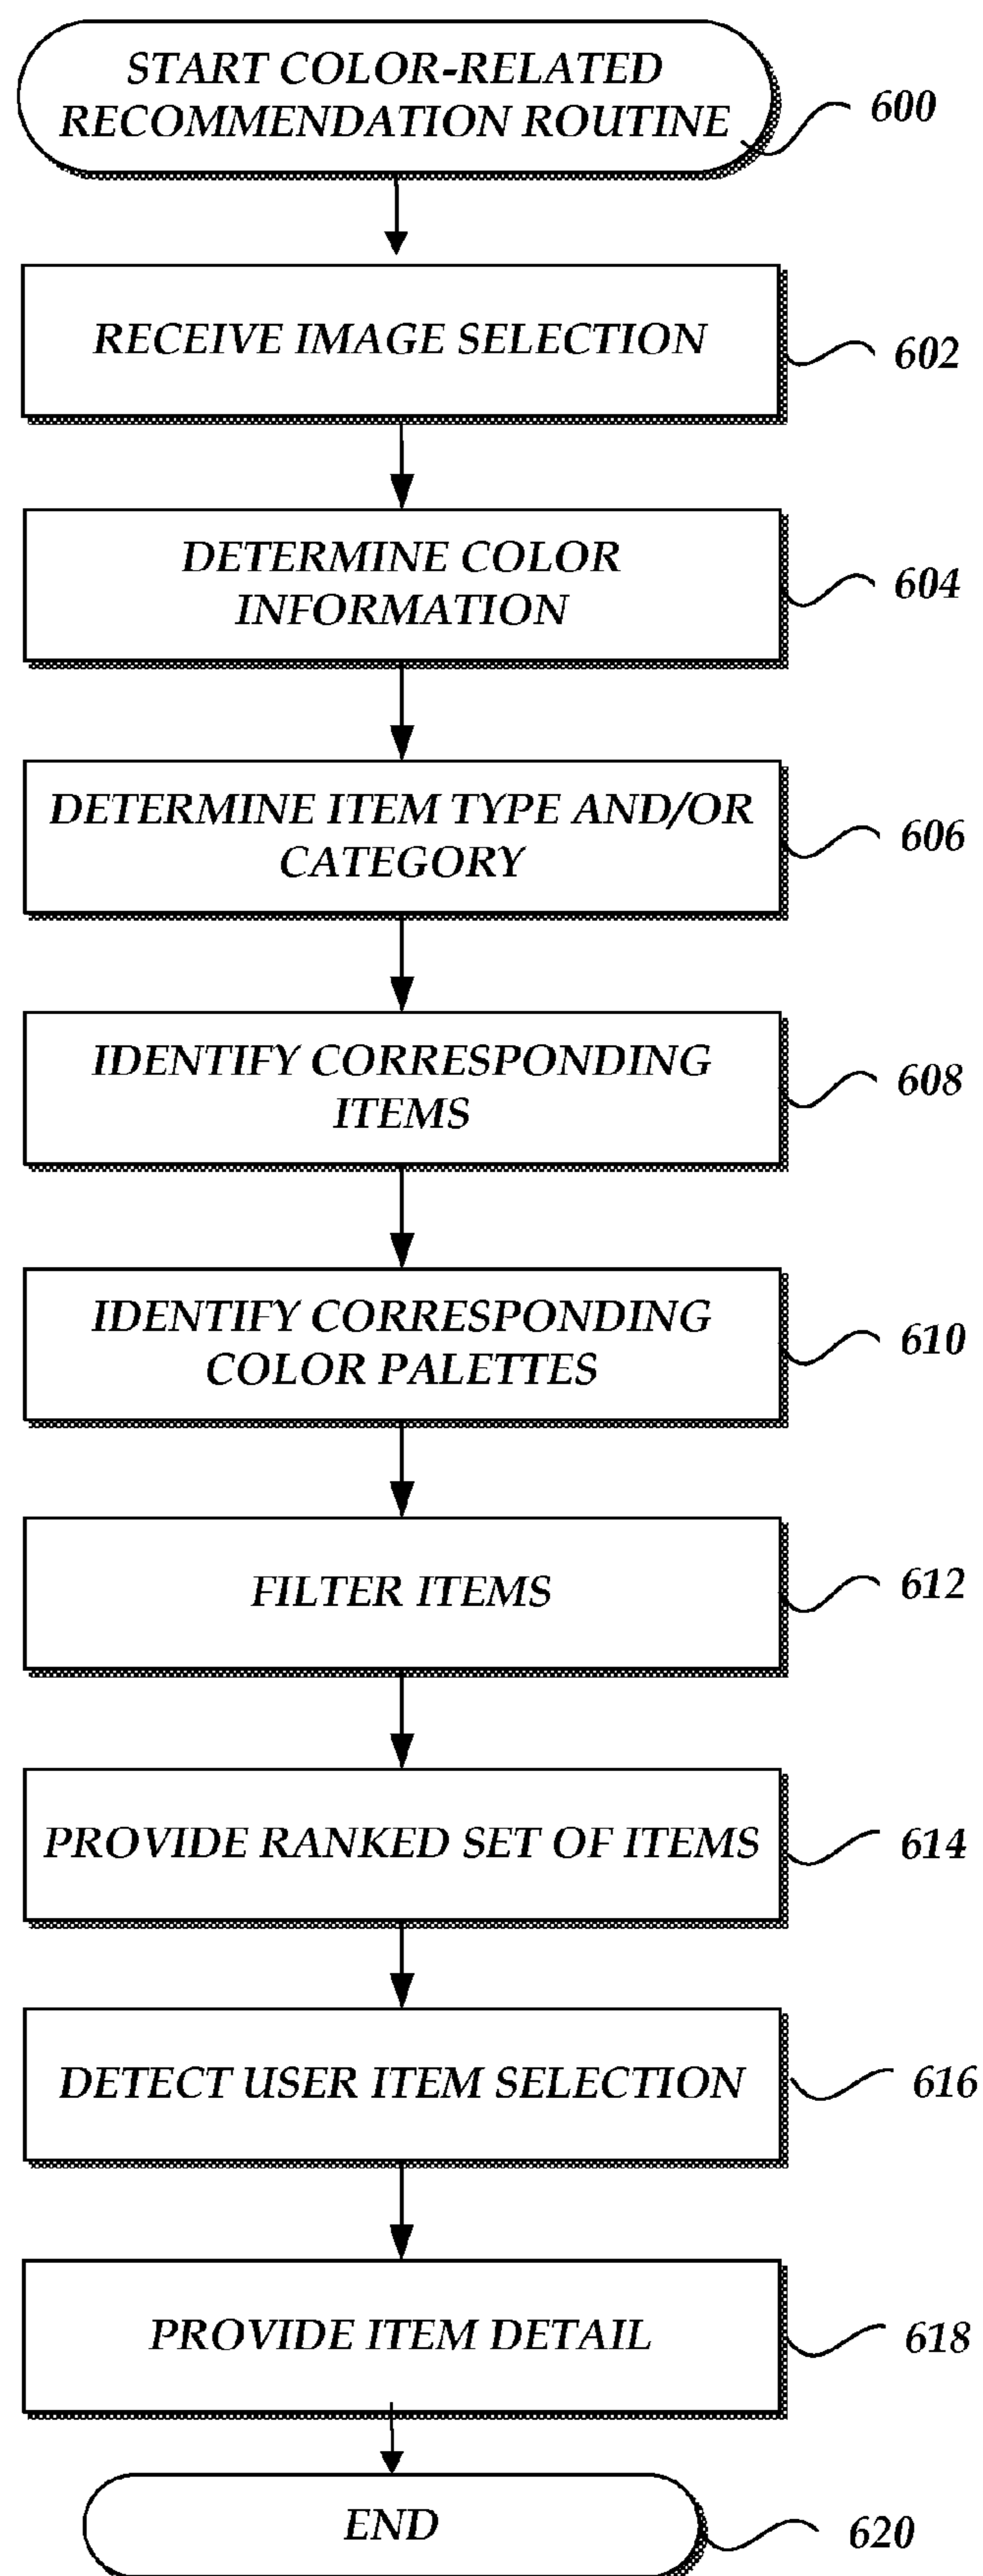 START COLOR-RELATED
RECOMMENDATION ROUTINE
600
RECEIVE IMAGE SELECTION
602
DETERMINE COLOR
INFORMATION
604
DETERMINE ITEM TYPE AND/OR
CATEGORY
606
IDENTIFY CORRESPONDING
ITEMS
608
IDENTIFY CORRESPONDING
COLOR PALETTES
610
FILTER ITEMS
612
PROVIDE RANKED SET OF ITEMS
614
DETECT USER ITEM SELECTION
616
PROVIDE ITEM DETAIL
618
END
620